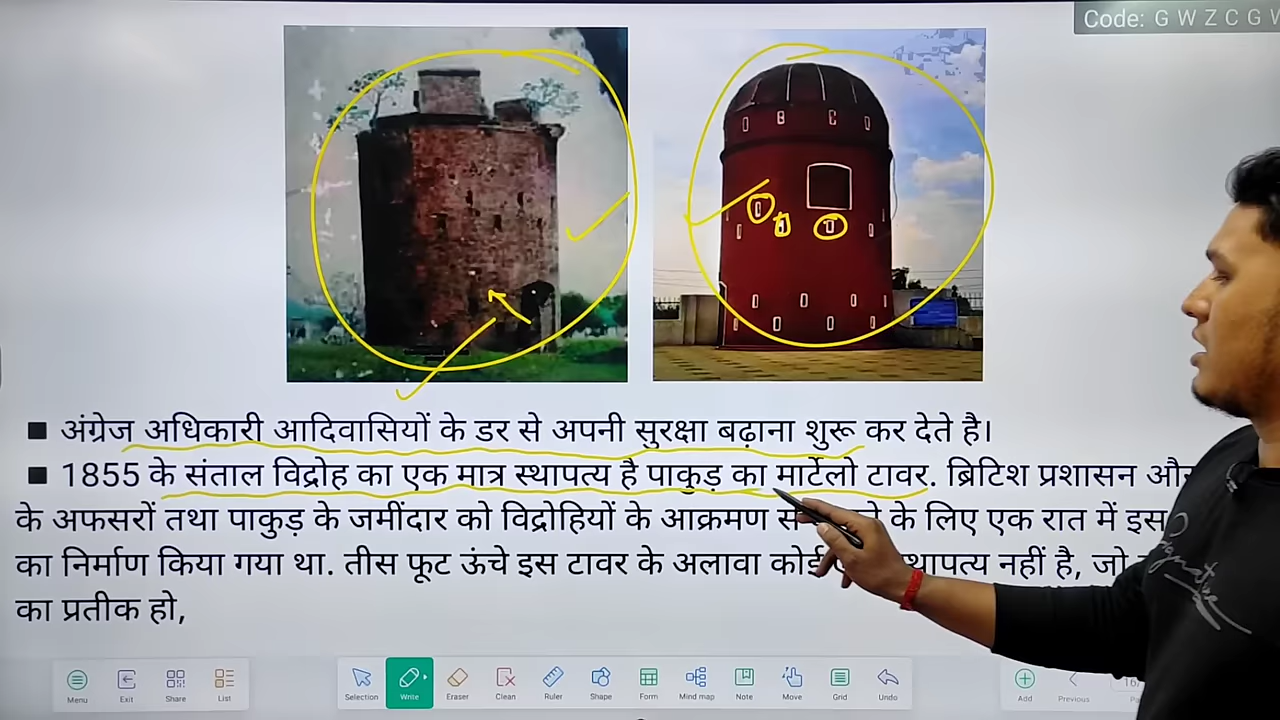 Code: G W Z C G W
■ अंग्रेज अधिकारी आदिवासियों के डर से अपनी सुरक्षा बढ़ाना शुरू कर देते है।
■ 1855 के संताल विद्रोह का एक मात्र स्थापत्य है पाकुड़ का मार्टेलो टावर. ब्रिटिश प्रशासन और
के अफसरों तथा पाकुड़ के जमींदार को विद्रोहियों के आक्रमण से के लिए एक रात में इस
का निर्माण किया गया था. तीस फूट ऊंचे इस टावर के अलावा कोई स्थापत्य नहीं है, जो
का प्रतीक हो,
Menu Exit Share List Selection Write Eraser Clean Ruler Shape Form Mind map Note Move Grid Undo Add Previous